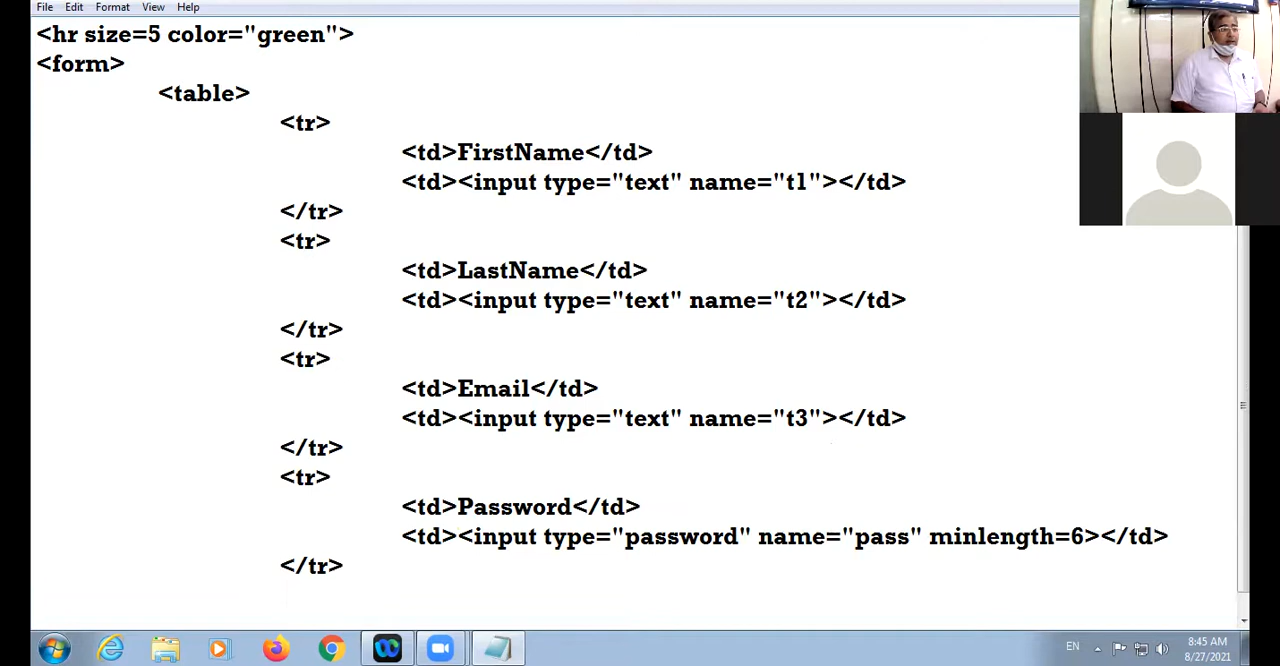 File Edit Format View Help
<hr size=5 color="green">
<form>
<table>
<tr>
<td>FirstName</td>
<td><input type="text" name="t1"></td>
</tr>
<tr>
<td>LastName</td>
<td><input type="text" name="t2"></td>
</tr>
<tr>
<td>Email</td>
<td><input type="text" name="t3"></td>
</tr>
<tr>
<td>Password</td>
<td><input type="password" name="pass" minlength=6></td>
</tr>
EN
8:45 AM
8/27/2021